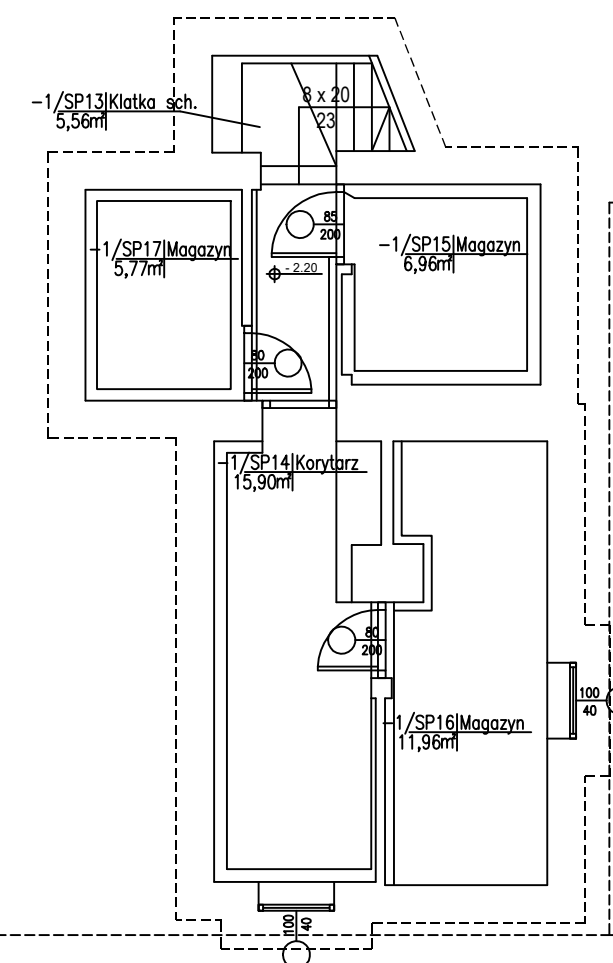 8 x 20
23
-1/SP13|Klatka sch.
5,56m²
85
200
-1/SP17|Magazyn
5,77m²
-1/SP15|Magazyn
6,96m²
- 2.20
80
200
-1/SP14|Korytarz
15,90m²
80
200
100
40
-1/SP16|Magazyn
11,96m²
100
40